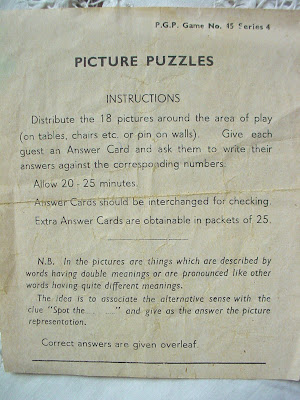 P.G.P. Game No. 45 Series 4
PICTURE PUZZLES
INSTRUCTIONS
Distribute the 18 pictures around the area of play
(on tables, chairs etc. or pin on walls). Give each
guest an Answer Card and ask them to write their
answers against the corresponding numbers.
Allow 20 - 25 minutes.
Answer Cards should be interchanged for checking.
Extra Answer Cards are obtainable in packets of 25.
N.B. In the pictures are things which are described by
words having double meanings or are pronounced like other
words having quite different meanings.
The idea is to associate the alternative sense with the
clue "Spot the... ..." and give as the answer the picture
representation.
Correct answers are given overleaf.